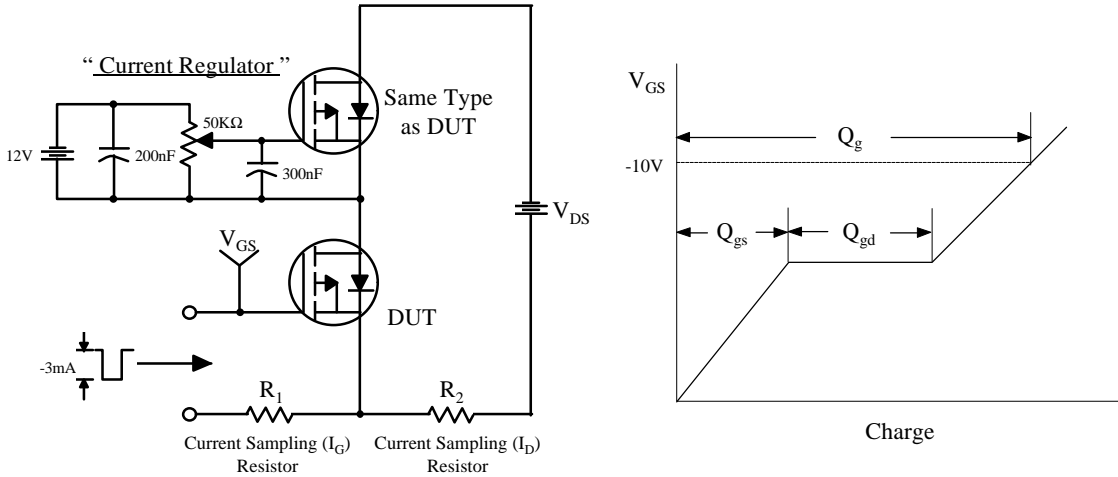 “ Current Regulator ”
Same Type
as DUT
50KΩ
12V
200nF
300nF
V_DS
V_GS
DUT
-3mA
R_1
R_2
Current Sampling (I_G)
Resistor
Current Sampling (I_D)
Resistor
V_GS
Q_g
-10V
Q_gs
Q_gd
Charge